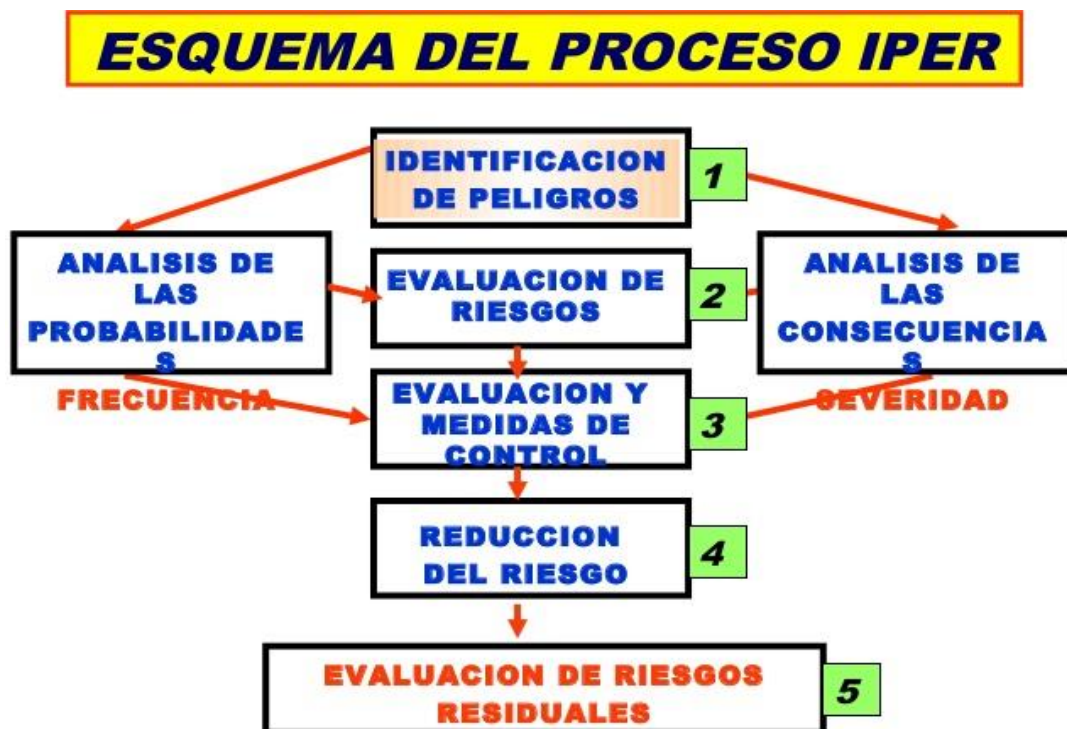 ESQUEMA DEL PROCESO IPER
IDENTIFICACION
DE PELIGROS
1
ANALISIS DE
LAS
PROBABILIDADE
S
FRECUENCIA
EVALUACION DE
RIESGOS
2
ANALISIS DE
LAS
CONSECUENCIA
S
SEVERIDAD
EVALUACION Y
MEDIDAS DE
CONTROL
3
REDUCCION
DEL RIESGO
4
EVALUACION DE RIESGOS
RESIDUALES
5